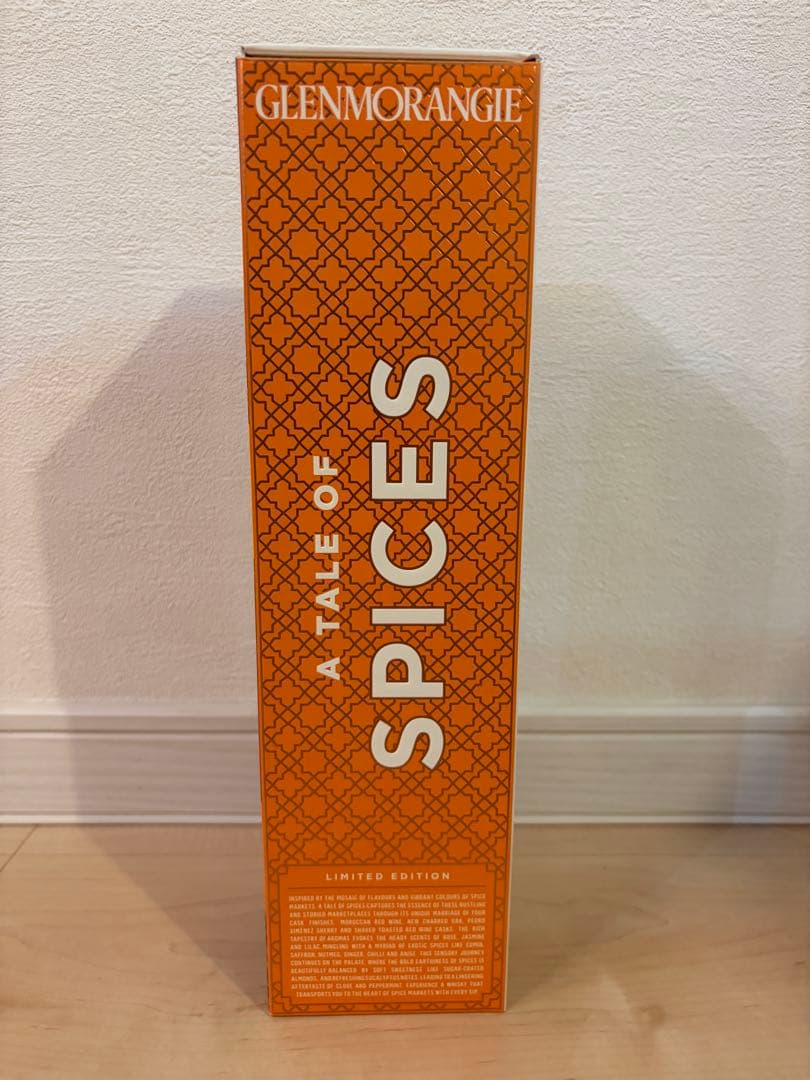 GLENMORANGIE
A TALE OF
SPICES
LIMITED EDITION
INSPIRED BY THE MOSAIC OF FLAVOURS AND VIBRANT COLOURS OF SPICE
MARKETS, A TALE OF SPICES CAPTURES THE ESSENCE OF THESE BUSTLING
AND STORIED MARKETPLACES THROUGH ITS UNIQUE MARRIAGE OF FOUR
CASK FINISHES: MOROCCAN RED WINE, NEW CHARRED OAK, PEDRO
XIMÉNEZ SHERRY AND SHAVED TOASTED RED WINE CASKS. THE RICH
TAPESTRY OF AROMAS EVOKES THE HEADY SCENTS OF ROSE, JASMINE
AND LILAC, MINGLING WITH A MYRIAD OF EXOTIC SPICES LIKE CUMIN,
SAFFRON, NUTMEG, GINGER, CHILLI AND ANISE. THIS SENSORY JOURNEY
CONTINUES ON THE PALATE, WHERE THE BOLD EARTHINESS OF SPICES IS
BEAUTIFULLY BALANCED BY SOFT SWEETNESS LIKE SUGAR-COATED
ALMONDS, AND REFRESHING EUCALYPTUS NOTES, LEADING TO A LINGERING
AFTERTASTE OF CLOVE AND PEPPERMINT. EXPERIENCE A WHISKY THAT
TRANSPORTS YOU TO THE HEART OF SPICE MARKETS WITH EVERY SIP.